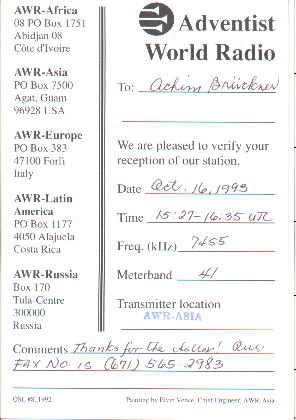 AWR-Africa
08 PO Box 1751
Abidjan 08
Côte d'Ivoire
AWR-Asia
PO Box 7500
Agat, Guam
96928 USA
AWR-Europe
PO Box 383
47100 Forlì
Italy
AWR-Latin
America
PO Box 1177
4050 Alajuela
Costa Rica
AWR-Russia
Box 170
Tula-Centre
300000
Russia
Adventist
World Radio
To: Achim Brückner
We are pleased to verify your
reception of our station.
Date Oct. 16, 1993
Time 15:27-16:35 UTC
Freq. (kHz) 7455
Meterband 41
Transmitter location
AWR-ASIA
Comments Thanks for the dollar! Our
FAX No. is (671) 565-2983
QSL #8, 1992
Painting by Elvin Vence, Chief Engineer, AWR-Asia